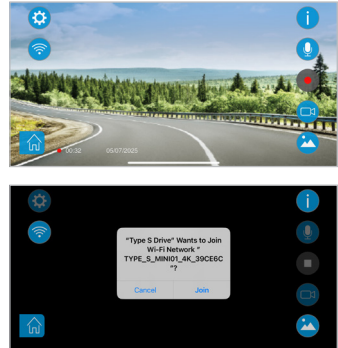 i
00:32 05/07/2025
i
"Type S Drive" Wants to Join
Wi-Fi Network "
TYPE_S_MINI01_4K_39CE6C
"?
Cancel Join